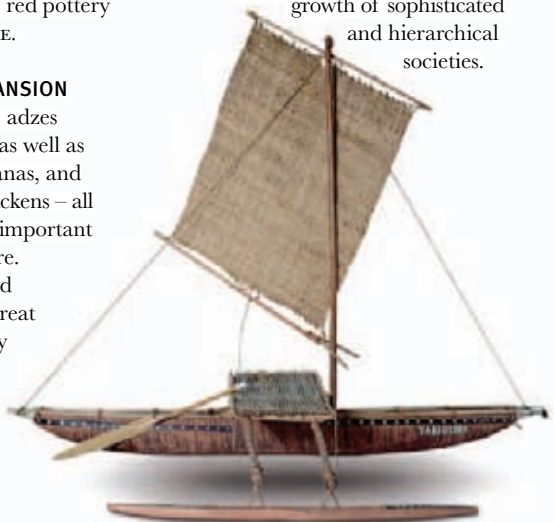 red pottery
E.
ANSION
adzes
as well as
anas, and
ckens – all
important
re.
d
reat
y
growth of sophisticated
and hierarchical
societies.